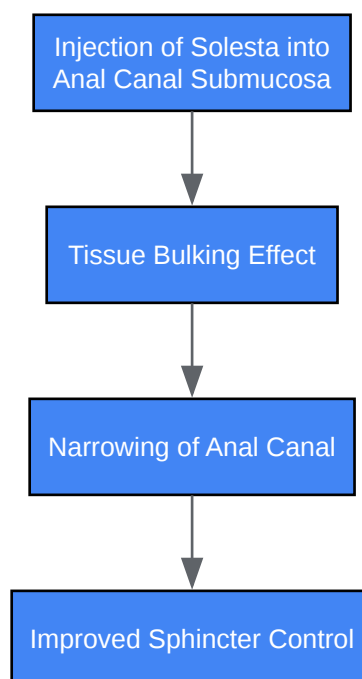 Injection of Solesta into
Anal Canal Submucosa
Tissue Bulking Effect
Narrowing of Anal Canal
Improved Sphincter Control